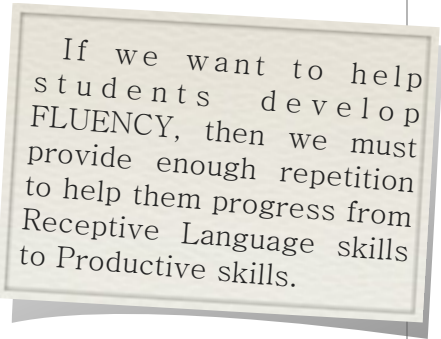 If we want to help
students develop
FLUENCY, then we must
provide enough repetition
to help them progress from
Receptive Language skills
to Productive skills.